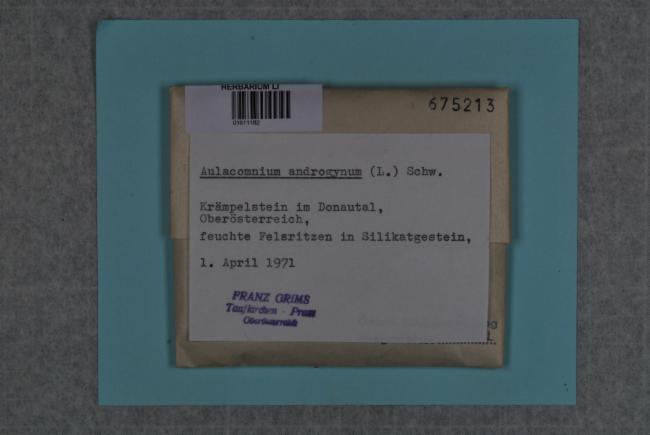 HERBARIUM LI
675213
Aulacomnium androgynum (L.) Schw.
Krämpelstein im Donautal,
Oberösterreich,
feuchte Felsritzen in Silikatgestein,
1. April 1971
FRANZ GRIMS
Taufkirchen - Pram
Oberösterreich